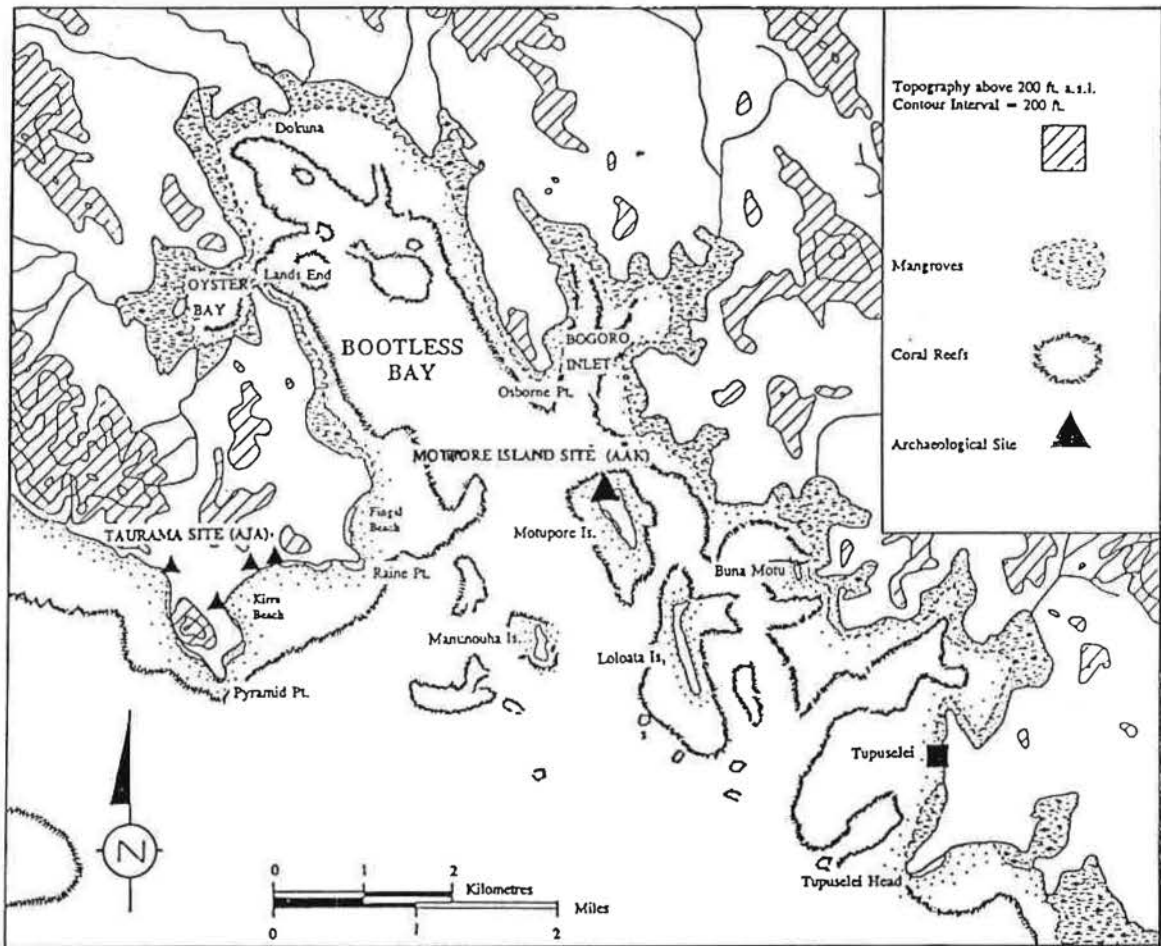 Topography above 200 ft. a.s.l.
Contour Interval = 200 ft.
Mangroves
Coral Reefs
Archaeological Site
Dokuna
Lands End
OYSTER
BAY
BOOTLESS
BAY
BOGORO
INLET
Osborne Pt.
MOTUPORE ISLAND SITE (AAK)
Motupore Is.
Fingal
Beach
TAURAMA SITE (AJA).
Raine Pt.
Kirra
Beach
Buna Motu
Manunouha Is.
Loloata Is.
Pyramid Pt.
Tupuselei
Tupuselei Head
N
0 1 2
Kilometres
Miles
0 1 2